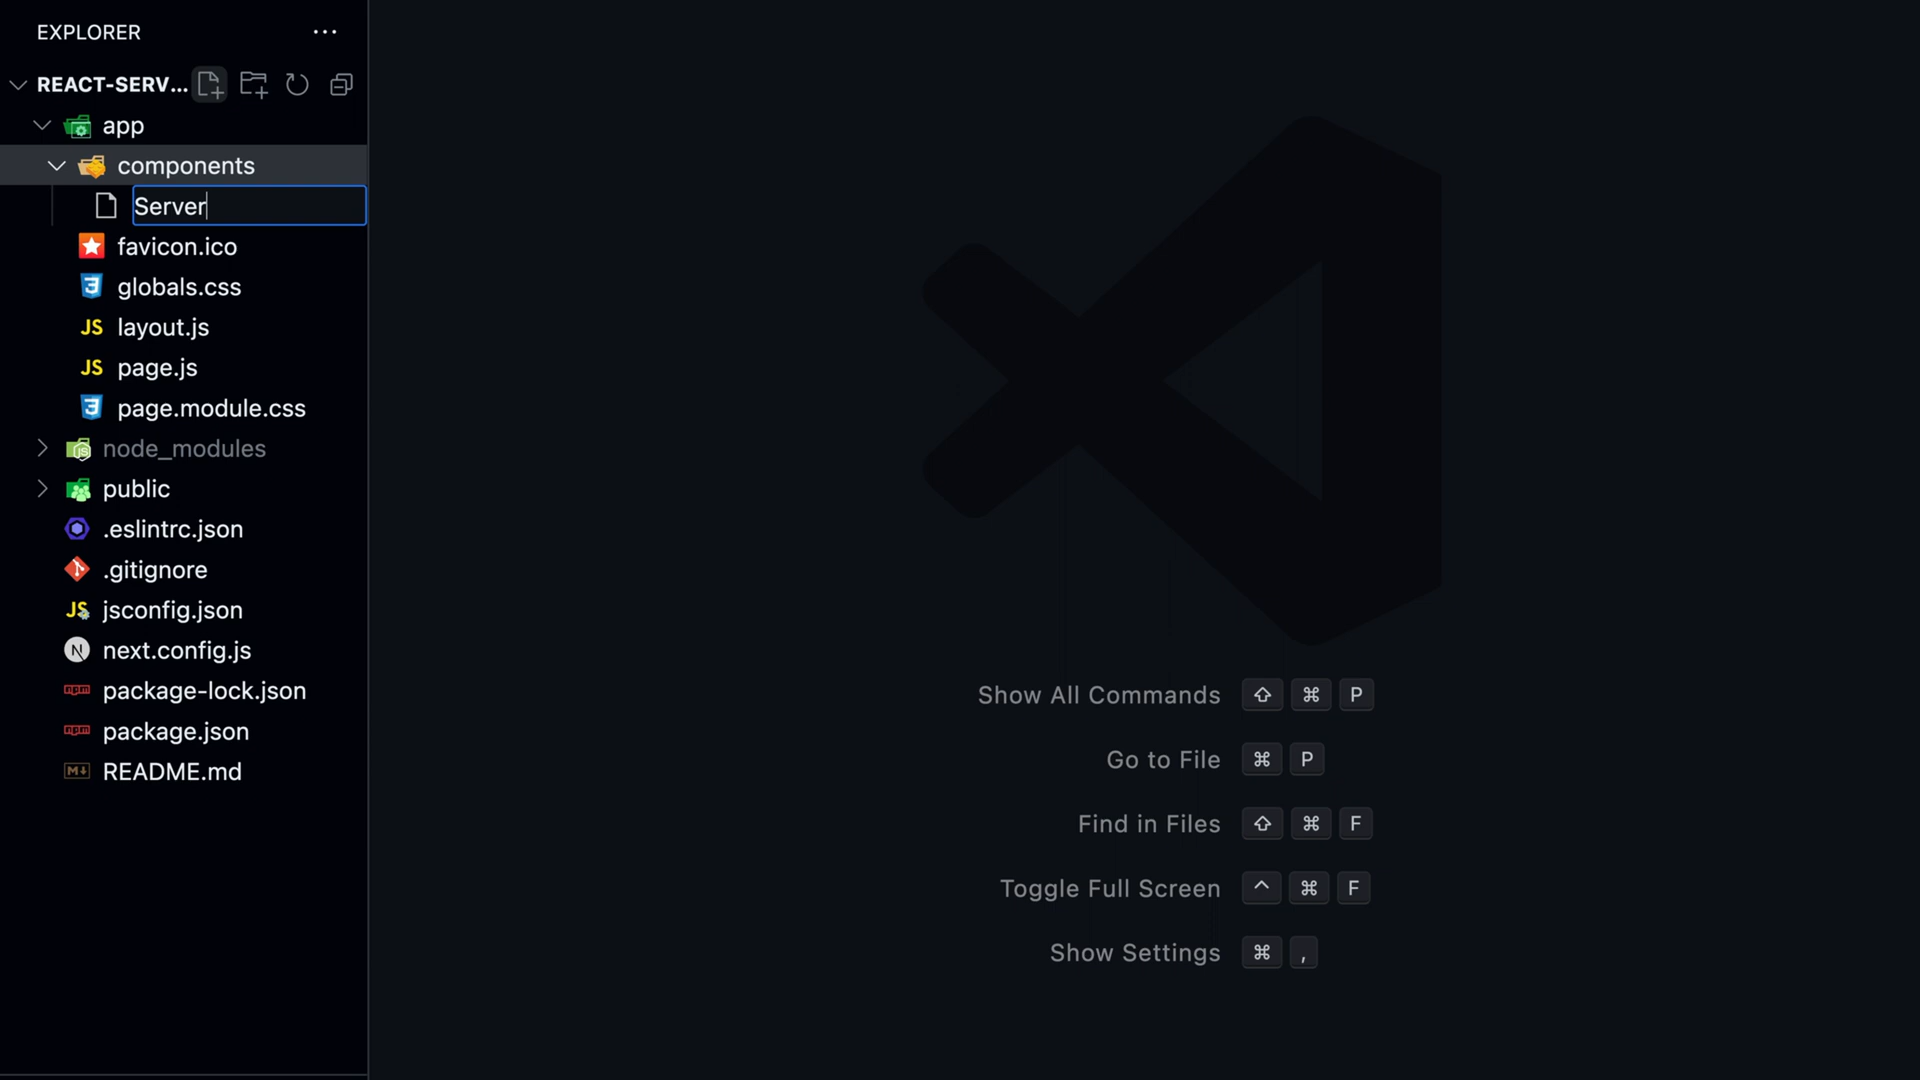 EXPLORER
REACT-SERV...
app
components
Server
favicon.ico
globals.css
JS layout.js
JS page.js
page.module.css
node_modules
public
.eslintrc.json
.gitignore
JS jsconfig.json
N next.config.js
npm package-lock.json
npm package.json
M README.md
Show All Commands ⇧ ⌘ P
Go to File ⌘ P
Find in Files ⇧ ⌘ F
Toggle Full Screen ^ ⌘ F
Show Settings ⌘ ,